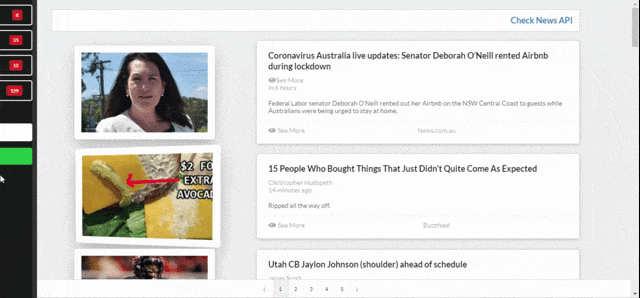 Check News API
8
15
10
129
Coronavirus Australia live updates: Senator Deborah O'Neill rented Airbnb
during lockdown
See More
in 6 hours
Federal Labor senator Deborah O'Neill rented out her Airbnb on the NSW Central Coast to guests while
Australians were being urged to stay at home.
See More
News.com.au
$2 FO
EXTRA
AVOCAD
15 People Who Bought Things That Just Didn't Quite Come As Expected
Christopher Hudspeth
14 minutes ago
Ripped all the way off.
See More
Buzzfeed
Utah CB Jaylon Johnson (shoulder) ahead of schedule
‹ 1 2 3 4 5 ›